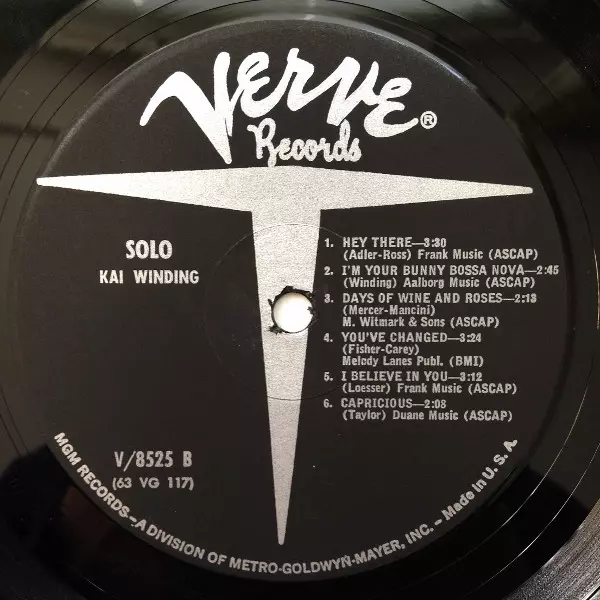 Verve®
Records
SOLO
KAI WINDING
1. HEY THERE—3:30
(Adler-Ross) Frank Music (ASCAP)
2. I'M YOUR BUNNY BOSSA NOVA—2:45
(Winding) Aalborg Music (ASCAP)
3. DAYS OF WINE AND ROSES—2:13
(Mercer-Mancini)
M. Witmark & Sons (ASCAP)
4. YOU'VE CHANGED—3:24
(Fisher-Carey)
Melody Lanes Publ. (BMI)
5. I BELIEVE IN YOU—3:12
(Loesser) Frank Music (ASCAP)
6. CAPRICIOUS—2:08
(Taylor) Duane Music (ASCAP)
V/8525 B
(63 VG 117)
MGM RECORDS—A DIVISION OF METRO-GOLDWYN-MAYER, INC. — Made in U.S.A.